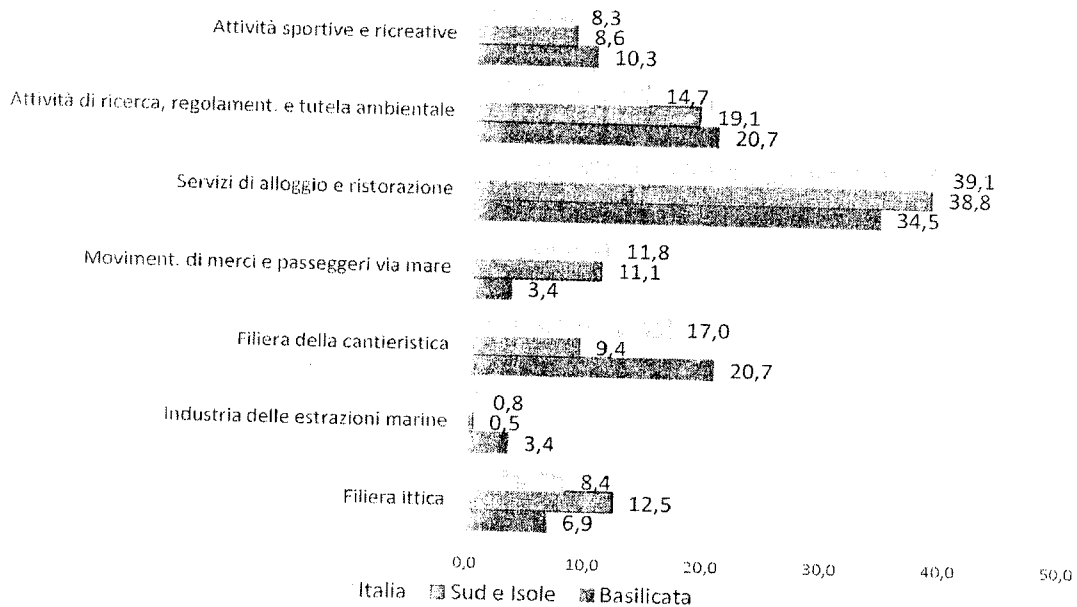 Attività sportive e ricreative
8,3
8,6
10,3
Attività di ricerca, regolament. e tutela ambientale
14,7
19,1
20,7
Servizi di alloggio e ristorazione
39,1
38,8
34,5
Moviment. di merci e passeggeri via mare
11,8
11,1
3,4
Filiera della cantieristica
17,0
9,4
20,7
Industria delle estrazioni marine
0,8
0,5
3,4
Filiera ittica
8,4
12,5
6,9
0,0 10,0 20,0 30,0 40,0 50,0
Italia Sud e Isole Basilicata